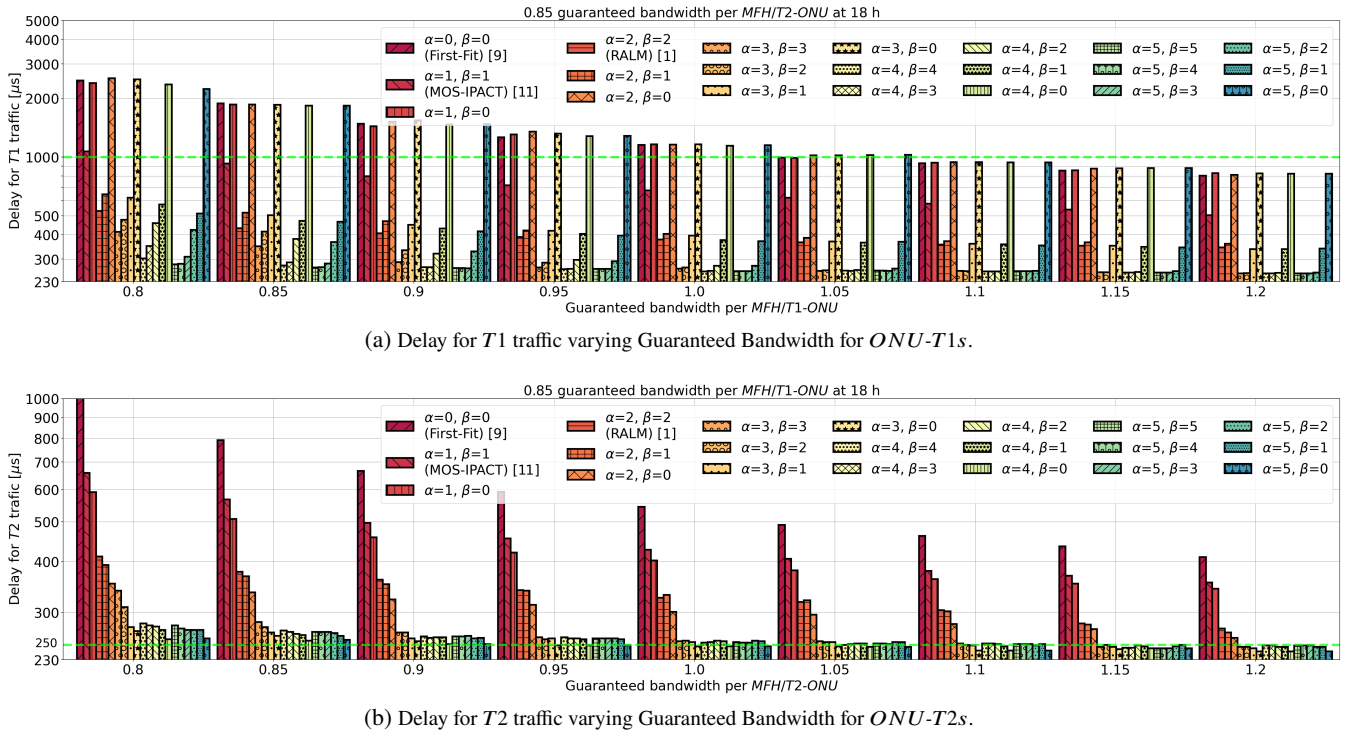 0.85 guaranteed bandwidth per MFH/T2-ONU at 18 h
Delay for T1 traffic [μs]
5000
4000
3000
2000
1000
500
400
300
230
α=0, β=0
(First-Fit) [9]
α=1, β=1
(MOS-IPACT) [11]
α=1, β=0
α=2, β=2
(RALM) [1]
α=2, β=1
α=2, β=0
α=3, β=3
α=3, β=2
α=3, β=1
α=3, β=0
α=4, β=4
α=4, β=3
α=4, β=2
α=4, β=1
α=4, β=0
α=5, β=5
α=5, β=4
α=5, β=3
α=5, β=2
α=5, β=1
α=5, β=0
0.8 0.85 0.9 0.95 1.0 1.05 1.1 1.15 1.2
Guaranteed bandwidth per MFH/T1-ONU
(a) Delay for T1 traffic varying Guaranteed Bandwidth for ONU-T1s.
0.85 guaranteed bandwidth per MFH/T1-ONU at 18 h
Delay for T2 trafic [μs]
1000
900
800
700
600
500
400
300
250
230
α=0, β=0
(First-Fit) [9]
α=1, β=1
(MOS-IPACT) [11]
α=1, β=0
α=2, β=2
(RALM) [1]
α=2, β=1
α=2, β=0
α=3, β=3
α=3, β=2
α=3, β=1
α=3, β=0
α=4, β=4
α=4, β=3
α=4, β=2
α=4, β=1
α=4, β=0
α=5, β=5
α=5, β=4
α=5, β=3
α=5, β=2
α=5, β=1
α=5, β=0
0.8 0.85 0.9 0.95 1.0 1.05 1.1 1.15 1.2
Guaranteed bandwidth per MFH/T2-ONU
(b) Delay for T2 traffic varying Guaranteed Bandwidth for ONU-T2s.